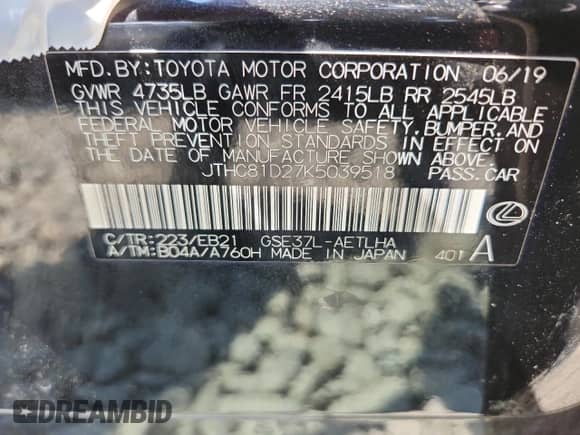 MFD.BY:TOYOTA MOTOR CORPORATION 06/19
GVWR 4735LB GAWR FR 2415LB RR 2545LB
THIS VEHICLE CONFORMS TO ALL APPLICABLE
FEDERAL MOTOR VEHICLE SAFETY, BUMPER, AND
THEFT PREVENTION STANDARDS IN EFFECT ON
THE DATE OF MANUFACTURE SHOWN ABOVE.
JTHC81D27K5039518 PASS.CAR
C/TR:223/EB21 GSE37L-AETLHA
A/TM:B04A/A760H MADE IN JAPAN 401 A
DREAMBID